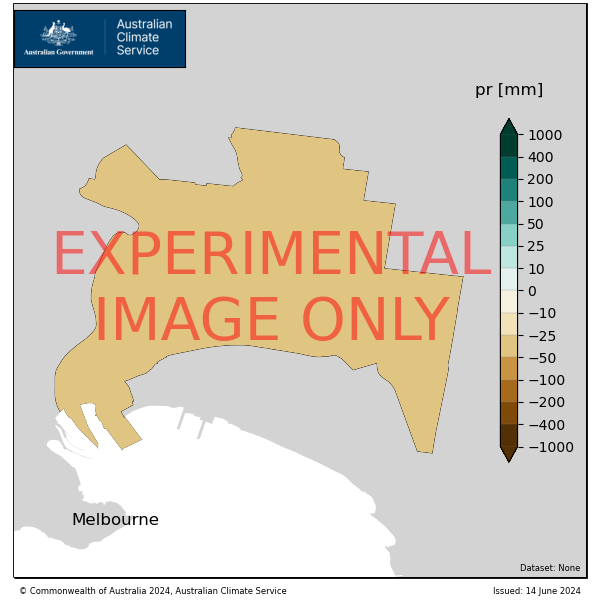 Australian
Climate
Service
Australian Government
pr [mm]
1000
400
200
100
50
25
10
0
−10
−25
−50
−100
−200
−400
−1000
EXPERIMENTAL
IMAGE ONLY
Melbourne
Dataset: None
© Commonwealth of Australia 2024, Australian Climate Service
Issued: 14 June 2024